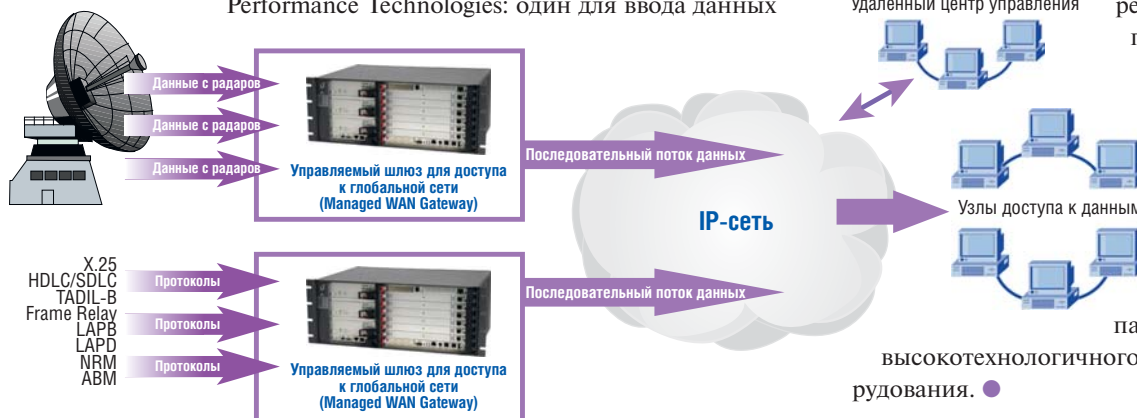 Performance Technologies: один для ввода данных
Удаленный центр управления
Данные с радаров
Данные с радаров
Данные с радаров
Управляемый шлюз для доступа
к глобальной сети
(Managed WAN Gateway)
Последовательный поток данных
IP-сеть
Узлы доступа к данным
X.25
HDLC/SDLC
TADIL-B
Frame Relay
LAPB
LAPD
NRM
ABM
Протоколы
Протоколы
Протоколы
Управляемый шлюз для доступа
к глобальной сети
(Managed WAN Gateway)
Последовательный поток данных
высокотехнологичного
рудования.